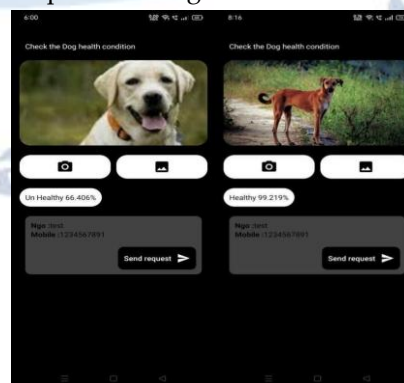 6:00
Check the Dog health condition
Un Healthy 66.406%
Ngo :test
Mobile :1234567891
Send request
8:16
Check the Dog health condition
Healthy 99.219%
Ngo :test
Mobile :1234567891
Send request